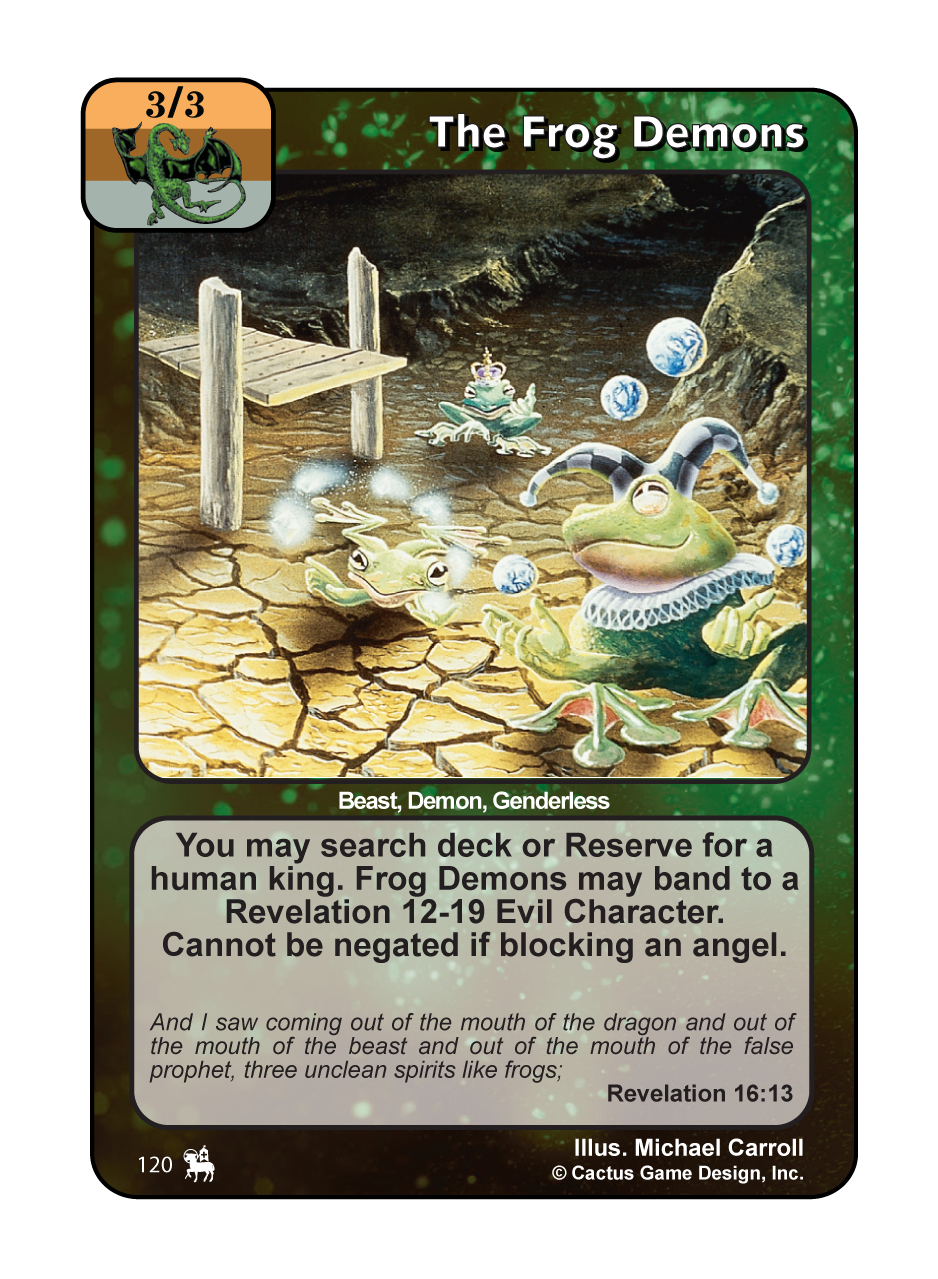 3/3
The Frog Demons
Beast, Demon, Genderless
You may search deck or Reserve for a
human king. Frog Demons may band to a
Revelation 12-19 Evil Character.
Cannot be negated if blocking an angel.
And I saw coming out of the mouth of the dragon and out of
the mouth of the beast and out of the mouth of the false
prophet, three unclean spirits like frogs;
Revelation 16:13
Illus. Michael Carroll
120
© Cactus Game Design, Inc.